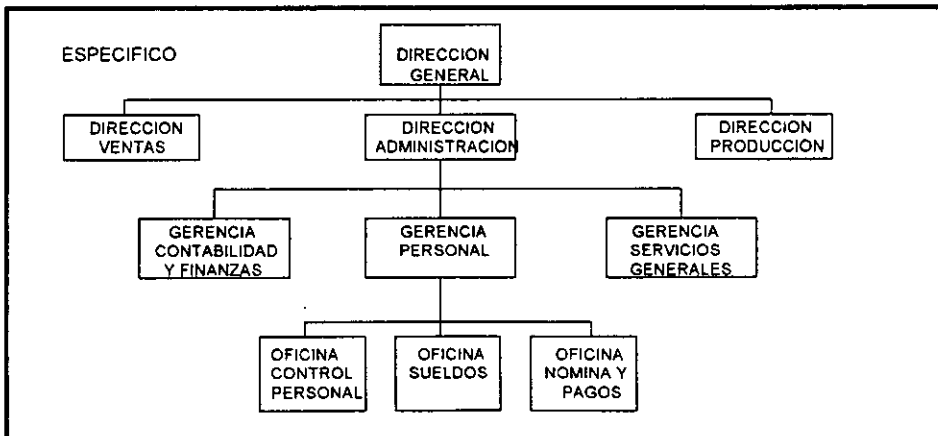 ESPECIFICO
DIRECCION
GENERAL
DIRECCION
VENTAS
DIRECCION
ADMINISTRACION
DIRECCION
PRODUCCION
GERENCIA
CONTABILIDAD
Y FINANZAS
GERENCIA
PERSONAL
GERENCIA
SERVICIOS
GENERALES
OFICINA
CONTROL
PERSONAL
OFICINA
SUELDOS
OFICINA
NOMINA Y
PAGOS